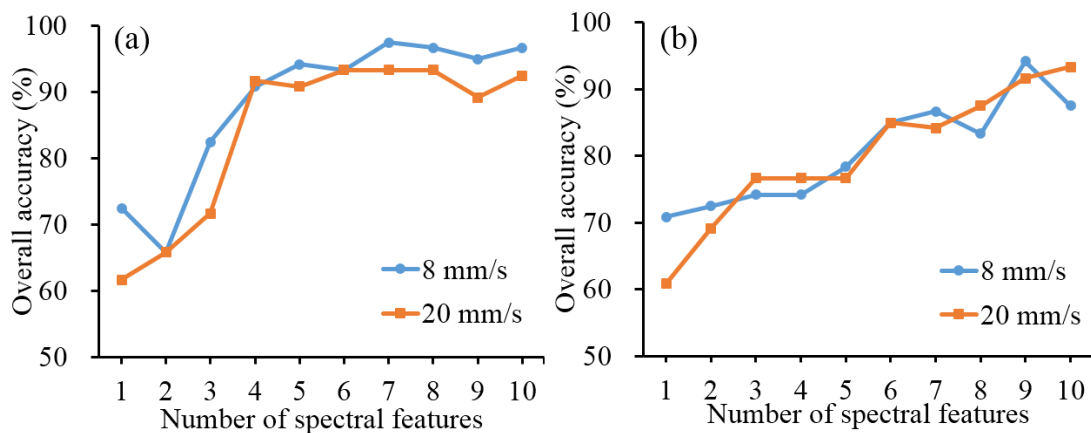 (a)
Overall accuracy (%)
100
90
80
70
60
50
8 mm/s
20 mm/s
1 2 3 4 5 6 7 8 9 10
Number of spectral features
(b)
Overall accuracy (%)
100
90
80
70
60
50
8 mm/s
20 mm/s
1 2 3 4 5 6 7 8 9 10
Number of spectral features